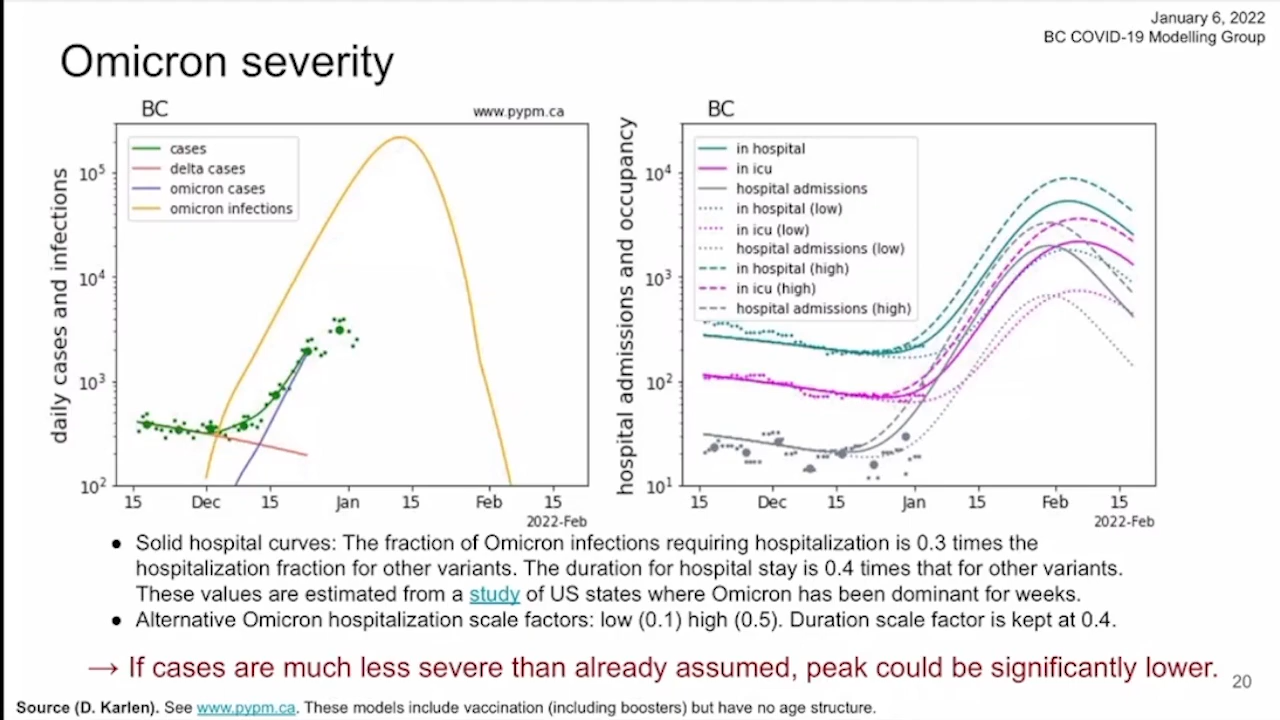 January 6, 2022
BC COVID-19 Modelling Group
Omicron severity
BC
www.pypm.ca
daily cases and infections
cases
delta cases
omicron cases
omicron infections
10⁵
10⁴
10³
10²
15
Dec
15
Jan
15
Feb
15
2022-Feb
BC
hospital admissions and occupancy
in hospital
in icu
hospital admissions
in hospital (low)
in icu (low)
hospital admissions (low)
in hospital (high)
in icu (high)
hospital admissions (high)
10⁴
10³
10²
10¹
15
Dec
15
Jan
15
Feb
15
2022-Feb
● Solid hospital curves: The fraction of Omicron infections requiring hospitalization is 0.3 times the
hospitalization fraction for other variants. The duration for hospital stay is 0.4 times that for other variants.
These values are estimated from a study of US states where Omicron has been dominant for weeks.
● Alternative Omicron hospitalization scale factors: low (0.1) high (0.5). Duration scale factor is kept at 0.4.
→ If cases are much less severe than already assumed, peak could be significantly lower.
20
Source (D. Karlen). See www.pypm.ca. These models include vaccination (including boosters) but have no age structure.